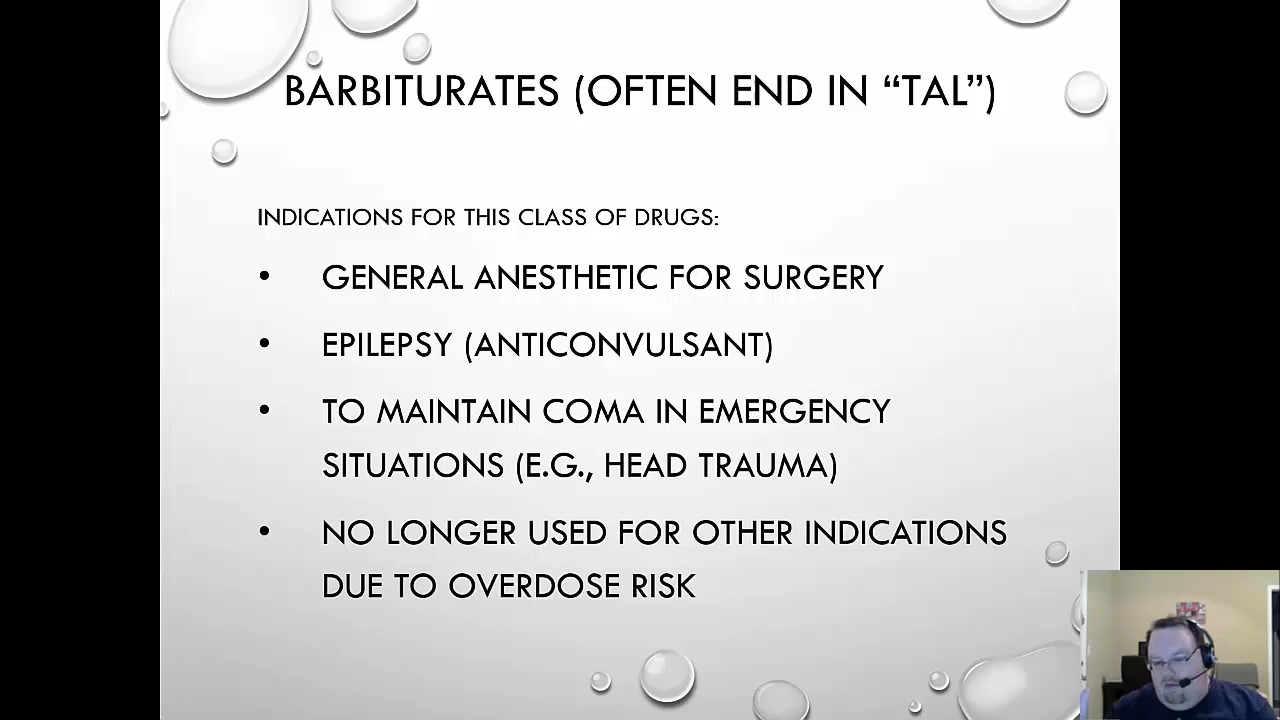 BARBITURATES (OFTEN END IN “TAL”)
INDICATIONS FOR THIS CLASS OF DRUGS:
• GENERAL ANESTHETIC FOR SURGERY
• EPILEPSY (ANTICONVULSANT)
• TO MAINTAIN COMA IN EMERGENCY
SITUATIONS (E.G., HEAD TRAUMA)
• NO LONGER USED FOR OTHER INDICATIONS
DUE TO OVERDOSE RISK